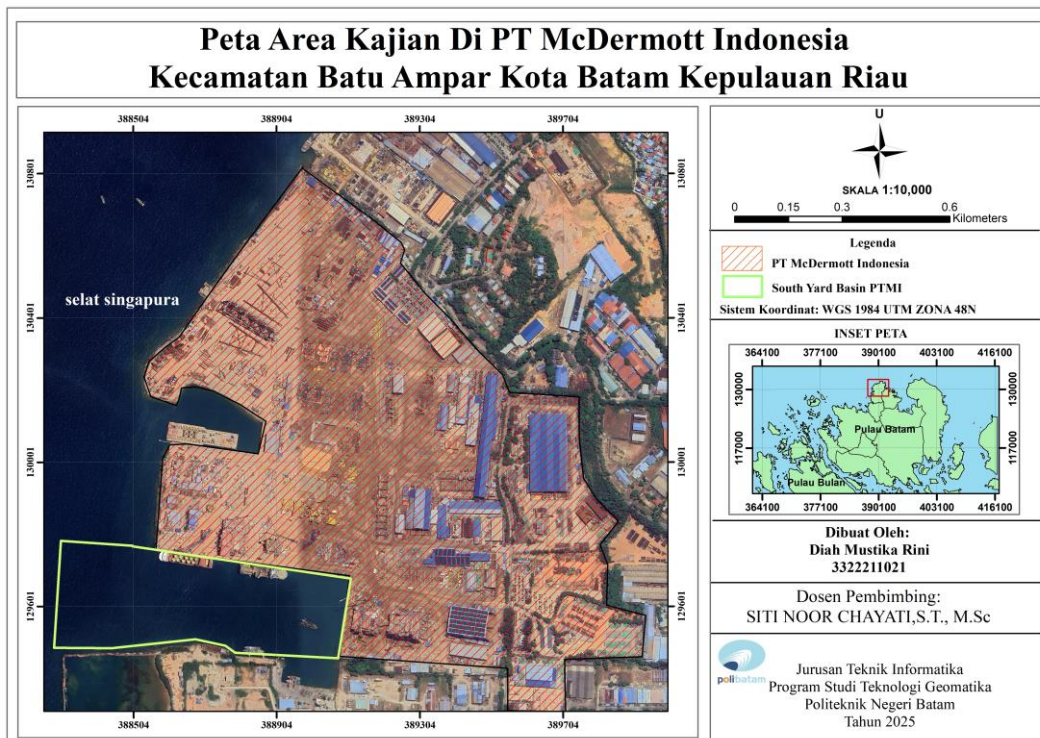 Peta Area Kajian Di PT McDermott Indonesia
Kecamatan Batu Ampar Kota Batam Kepulauan Riau
388504 388904 389304 389704
130801 130801
selat singapura
130401 130401
130001 130001
129601 129601
388504 388904 389304 389704
U
SKALA 1:10,000
0 0.15 0.3 0.6
Kilometers
Legenda
PT McDermott Indonesia
South Yard Basin PTMI
Sistem Koordinat: WGS 1984 UTM ZONA 48N
INSET PETA
364100 377100 390100 403100 416100
130000 130000
Pulau Batam
117000 117000
Pulau Bulan
364100 377100 390100 403100 416100
Dibuat Oleh:
Diah Mustika Rini
3322211021
Dosen Pembimbing:
SITI NOOR CHAYATI,S.T., M.Sc
polibatam
Jurusan Teknik Informatika
Program Studi Teknologi Geomatika
Politeknik Negeri Batam
Tahun 2025